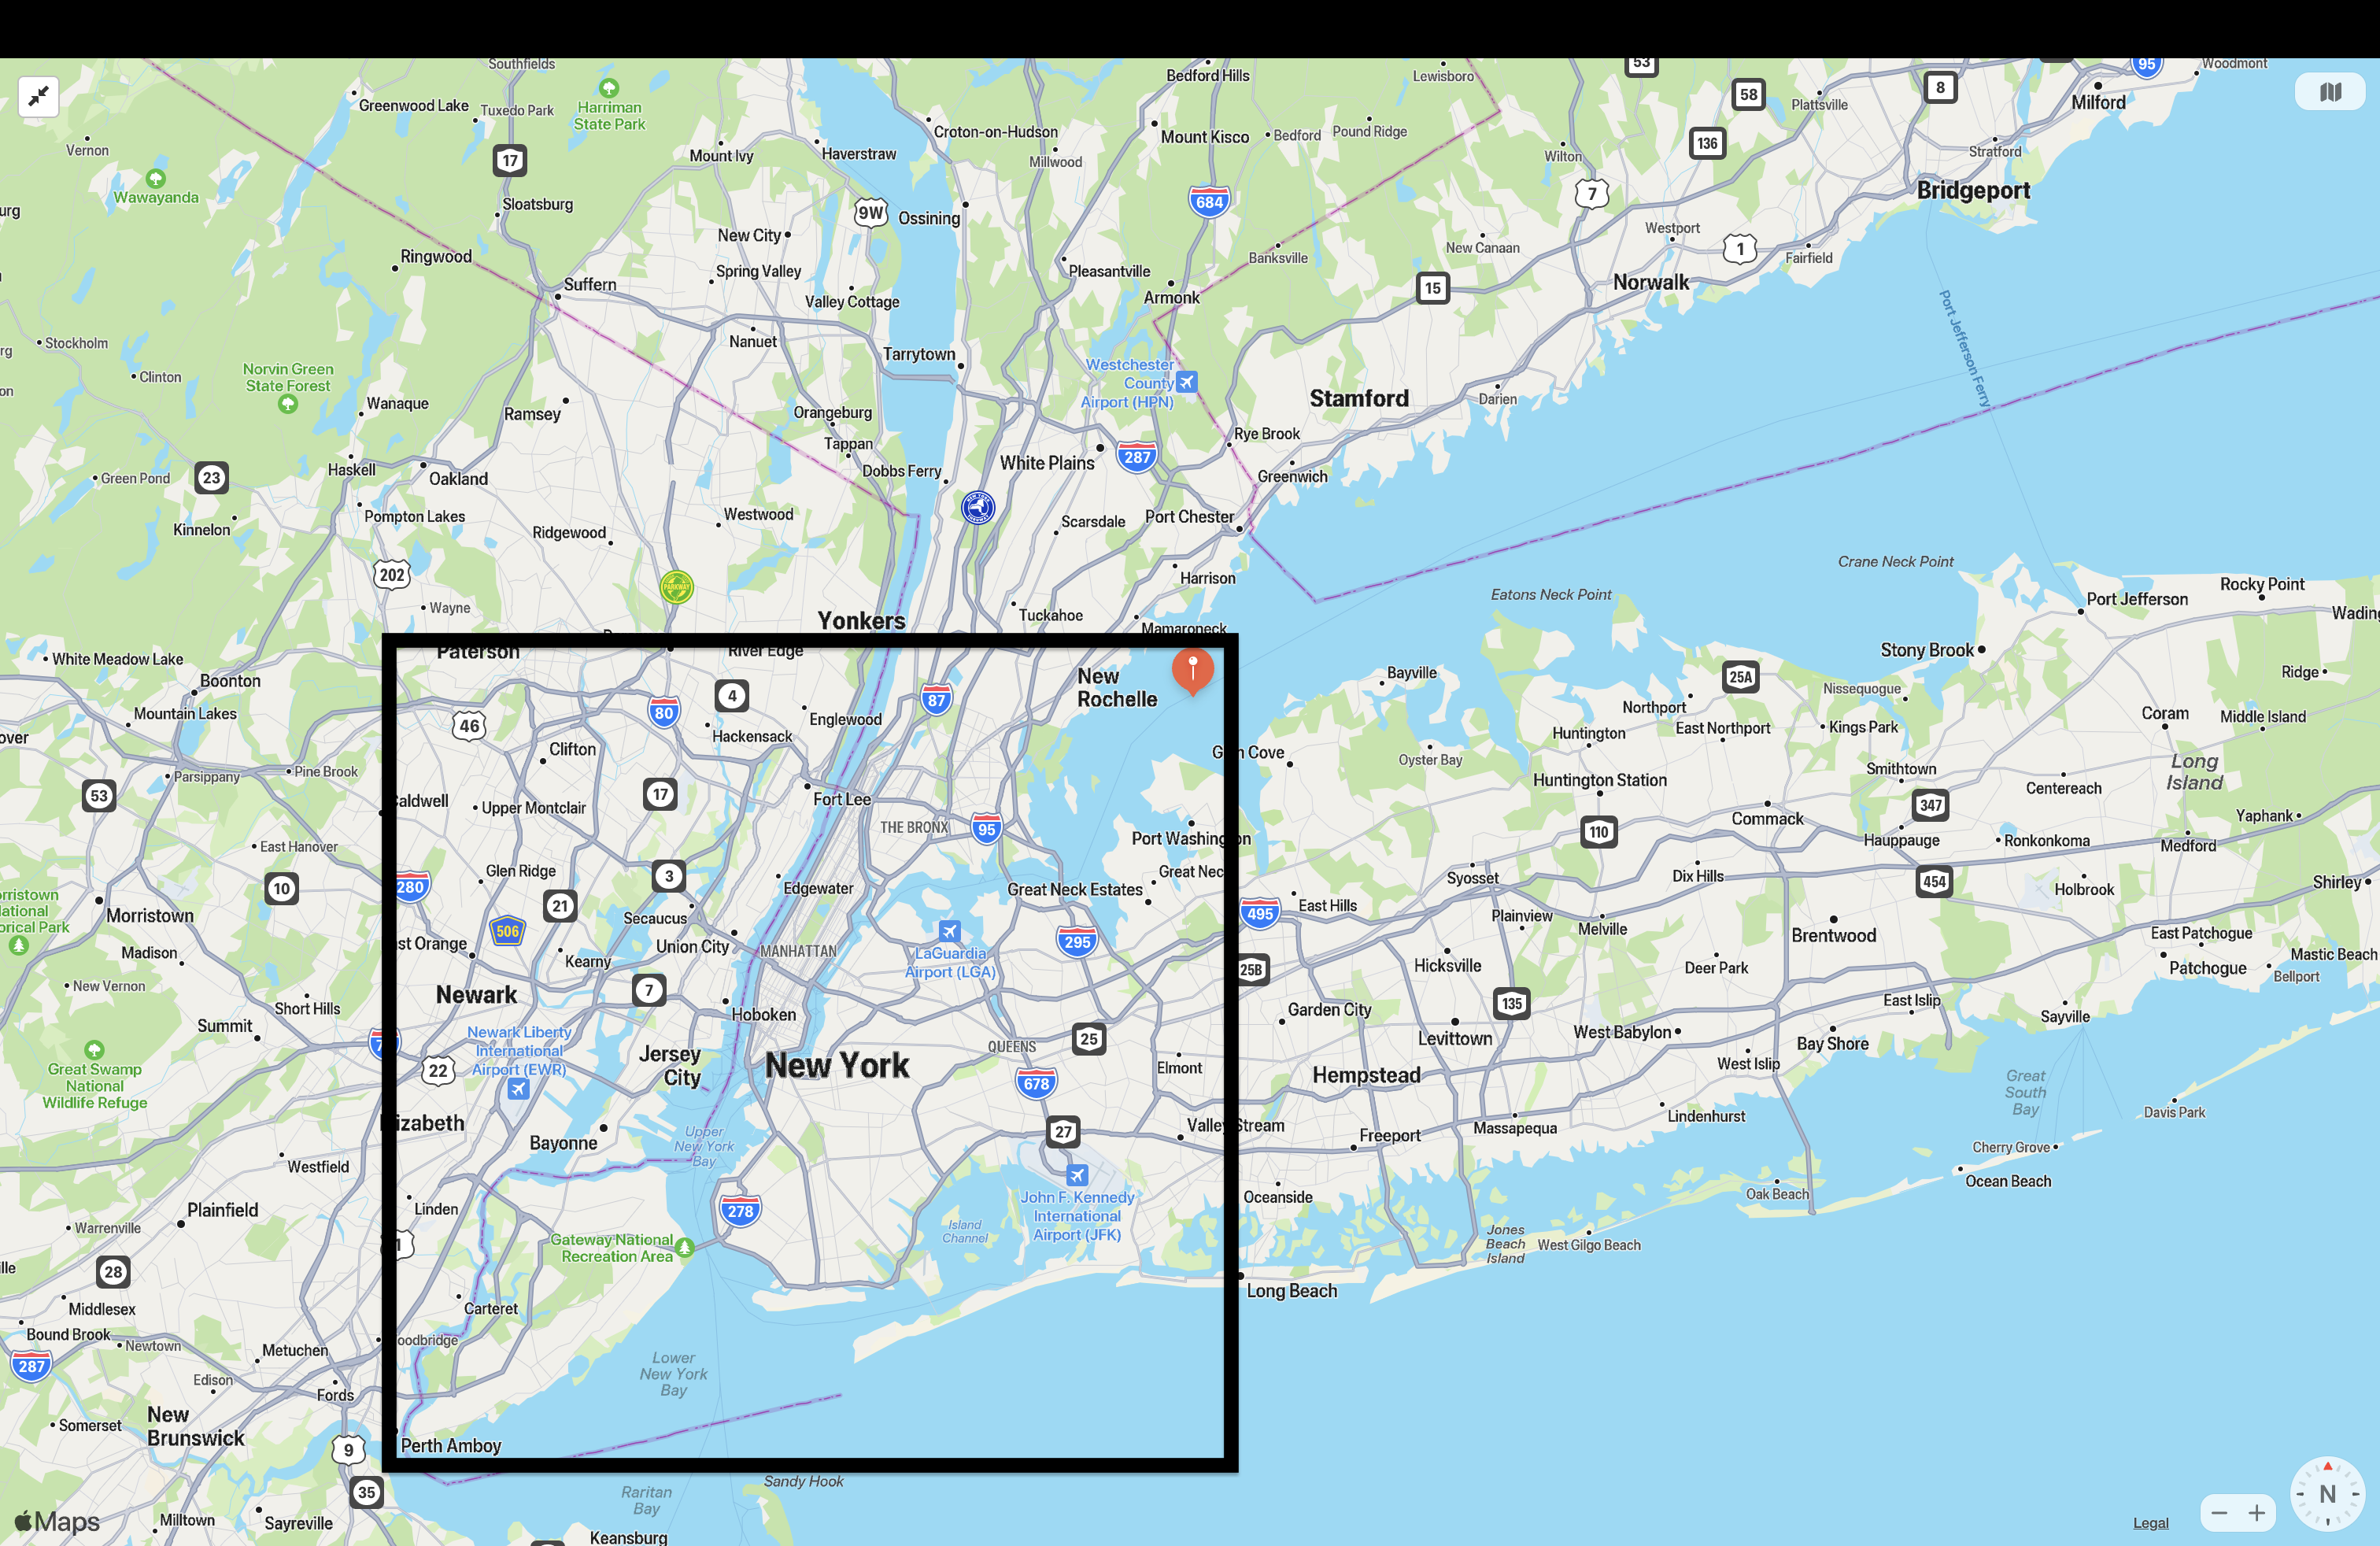 Southfields
Bedford Hills
Lewisboro
53
95
Woodmont
Greenwood Lake
Tuxedo Park
Harriman
State Park
58
8
Plattsville
Milford
Vernon
17
Croton-on-Hudson
Mount Kisco
Bedford
Pound Ridge
136
Mount Ivy
Haverstraw
Millwood
Wilton
Stratford
Wawayanda
Sloatsburg
9W
Ossining
684
7
Bridgeport
urg
New City
Westport
1
Ringwood
Spring Valley
Pleasantville
Banksville
New Canaan
Fairfield
Suffern
Valley Cottage
Armonk
15
Norwalk
Port Jefferson Ferry
Stockholm
Nanuet
Tarrytown
rg
Clinton
Norvin Green
State Forest
Westchester
County
Airport (HPN)
on
Wanaque
Ramsey
Orangeburg
Stamford
Darien
Tappan
Rye Brook
Haskell
Oakland
Dobbs Ferry
White Plains
287
Greenwich
Green Pond
23
Kinnelon
Pompton Lakes
Ridgewood
Westwood
Scarsdale
Port Chester
202
PARKWAY
Harrison
Crane Neck Point
Eatons Neck Point
Rocky Point
Port Jefferson
Wading
Wayne
Yonkers
Tuckahoe
Mamaroneck
White Meadow Lake
Paterson
River Edge
Stony Brook
Boonton
4
87
New
Rochelle
Bayville
25A
Nissequogue
Ridge
Mountain Lakes
46
80
Englewood
Northport
East Northport
Kings Park
Coram
Middle Island
over
Clifton
Hackensack
Glen Cove
Oyster Bay
Huntington
Long
Island
Parsippany
Pine Brook
Huntington Station
Smithtown
Centereach
53
aldwell
Upper Montclair
17
Fort Lee
THE BRONX
95
Port Washington
110
Commack
347
Yaphank
East Hanover
Hauppauge
Ronkonkoma
Medford
10
280
Glen Ridge
3
Edgewater
Great Neck Estates
Great Nec
Syosset
Dix Hills
454
Holbrook
Shirley
orristown
ational
orical Park
Morristown
21
Secaucus
495
East Hills
Plainview
Melville
Brentwood
East Patchogue
506
Union City
MANHATTAN
LaGuardia
Airport (LGA)
295
Madison
st Orange
Kearny
25B
Hicksville
Deer Park
Patchogue
Mastic Beach
Bellport
New Vernon
Short Hills
Newark
7
Hoboken
Garden City
135
East Islip
Sayville
Summit
7
Newark Liberty
International
Airport (EWR)
Jersey
City
New York
QUEENS
25
Levittown
West Babylon
Bay Shore
West Islip
Great Swamp
National
Wildlife Refuge
22
678
Elmont
Hempstead
Great
South
Bay
izabeth
Bayonne
Upper
New York
Bay
27
Valley Stream
Freeport
Massapequa
Lindenhurst
Davis Park
Westfield
Cherry Grove
Ocean Beach
Linden
278
John F. Kennedy
International
Airport (JFK)
Oceanside
Oak Beach
Plainfield
Warrenville
Gateway National
Recreation Area
Island
Channel
Jones
Beach
Island
West Gilgo Beach
lle
28
1
Long Beach
Middlesex
Carteret
Bound Brook
Newtown
Metuchen
oodbridge
287
Edison
Fords
Lower
New York
Bay
Somerset
New
Brunswick
9
Perth Amboy
35
Raritan
Bay
Sandy Hook
N
Maps
Milltown
Sayreville
Keansburg
Legal